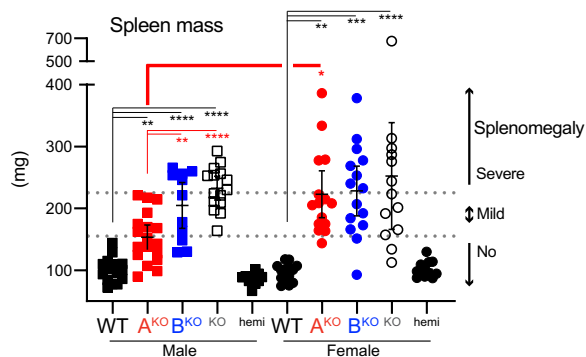 Spleen mass
(mg)
700
500
400
300
200
100
**
***
****
*
****
****
**
****
**
Splenomegaly
Severe
Mild
No
WT AKO BKO KO hemi WT AKO BKO KO hemi
Male Female